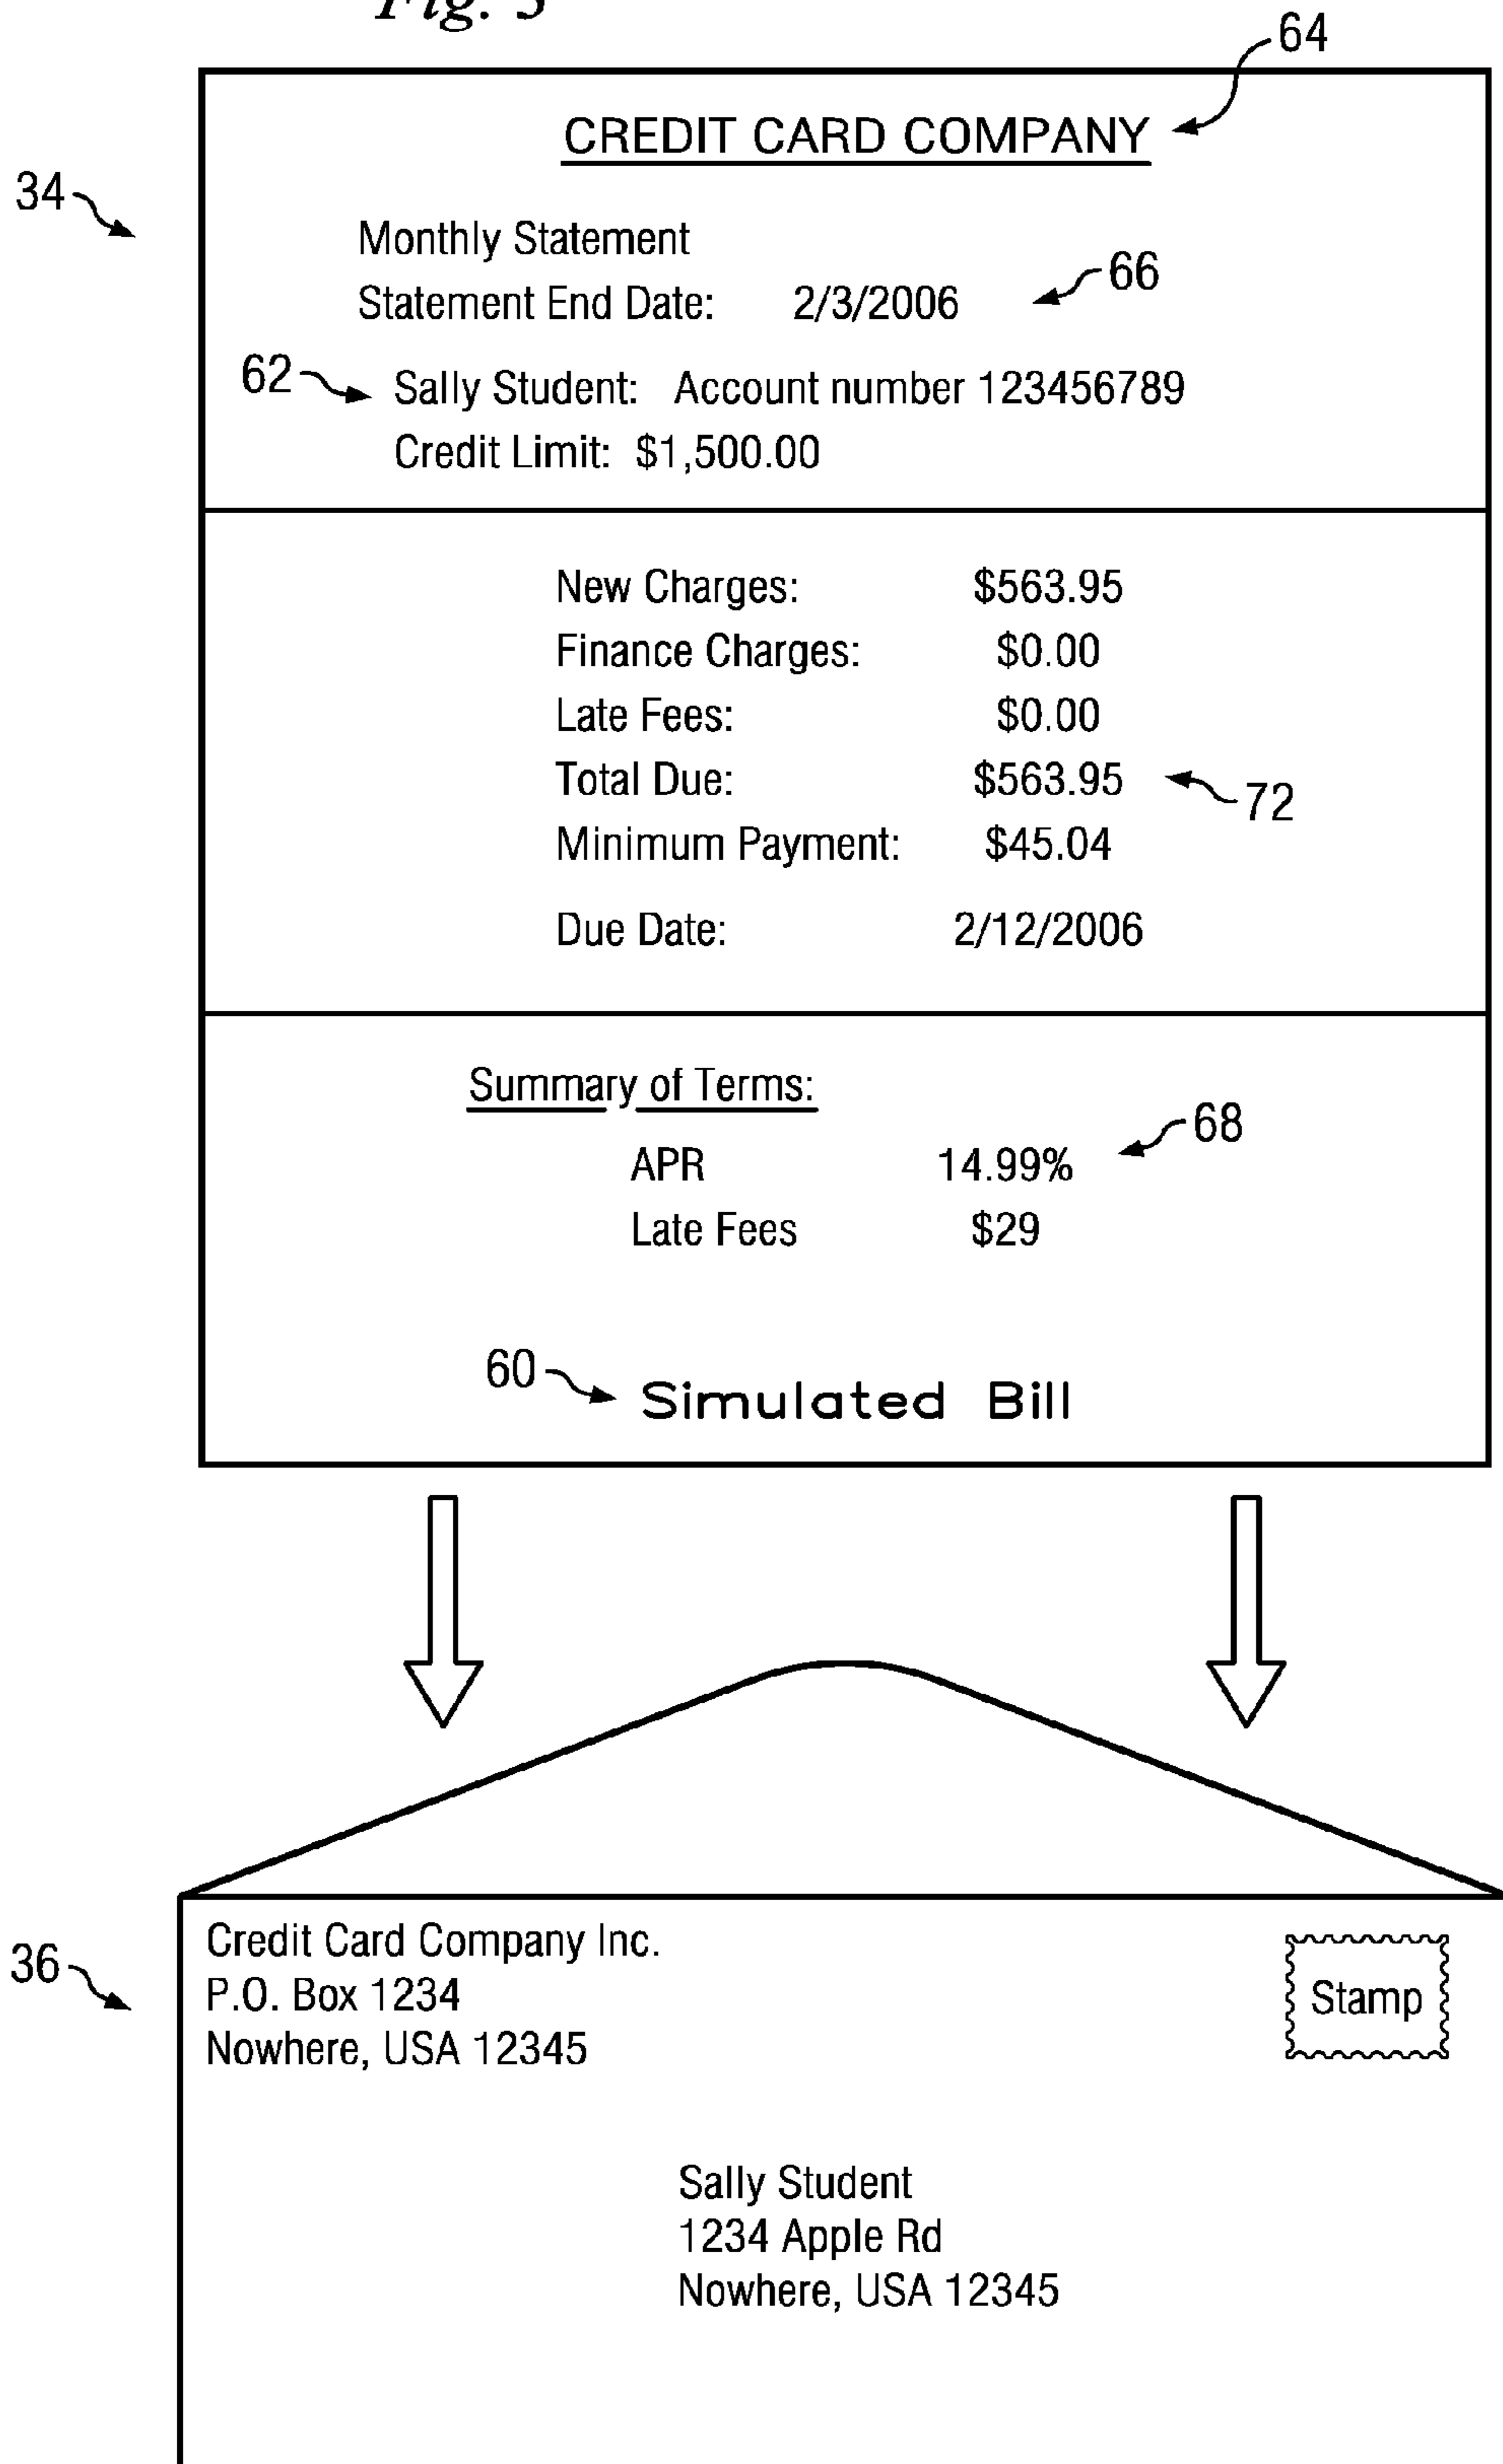 Fig. 3
64
CREDIT CARD COMPANY
34
Monthly Statement
66
Statement End Date: 2/3/2006
62
Sally Student: Account number 123456789
Credit Limit: $1,500.00
New Charges: $563.95
Finance Charges: $0.00
Late Fees: $0.00
Total Due: $563.95
72
Minimum Payment: $45.04
Due Date: 2/12/2006
Summary of Terms:
68
APR 14.99%
Late Fees $29
60
Simulated Bill
36
Credit Card Company Inc.
P.O. Box 1234
Nowhere, USA 12345
Stamp
Sally Student
1234 Apple Rd
Nowhere, USA 12345